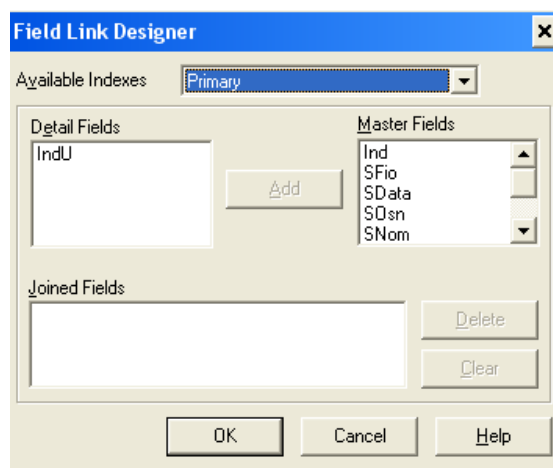 Field Link Designer
Available Indexes
Primary
Detail Fields
Master Fields
IndU
Add
Ind
SFio
SData
SOsn
SNom
Joined Fields
Delete
Clear
OK
Cancel
Help